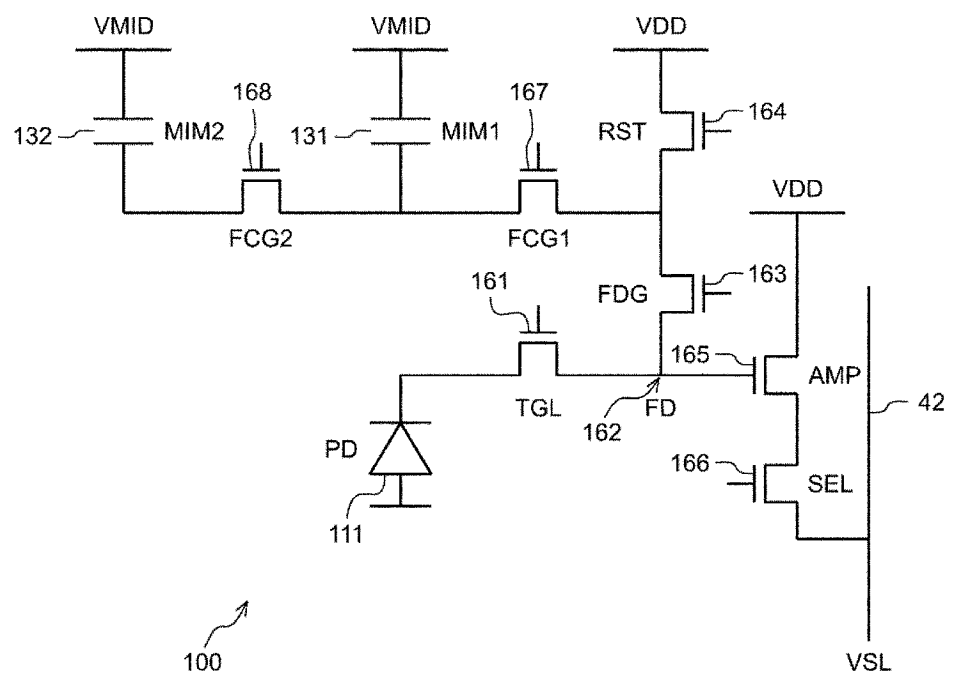 VMID
VMID
VDD
168
167
132
MIM2
131
MIM1
RST
164
VDD
FCG2
FCG1
161
FDG
163
165
AMP
TGL
162
FD
42
PD
166
SEL
111
100
VSL